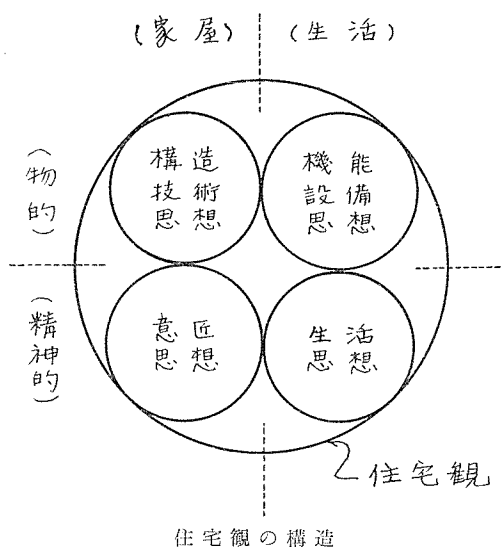 (家屋) (生活)
(物的)
(精神的)
構造
技術
思想
機能
設備
思想
意匠
思想
生活
思想
住宅観
住宅観の構造